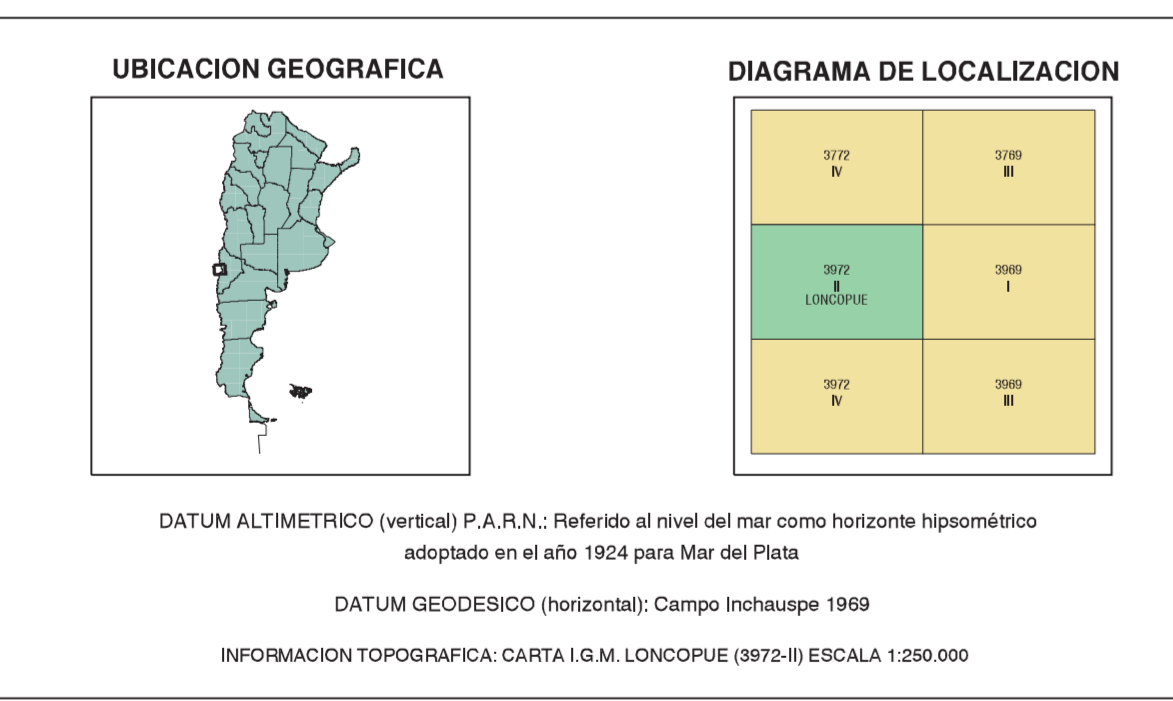 UBICACION GEOGRAFICA
DIAGRAMA DE LOCALIZACION
3772
IV
3769
III
3972
II
LONCOPUE
3969
I
3972
IV
3969
III
DATUM ALTIMETRICO (vertical) P.A.R.N.: Referido al nivel del mar como horizonte hipsométrico
adoptado en el año 1924 para Mar del Plata
DATUM GEODESICO (horizontal): Campo Inchauspe 1969
INFORMACION TOPOGRAFICA: CARTA I.G.M. LONCOPUE (3972-II) ESCALA 1:250.000